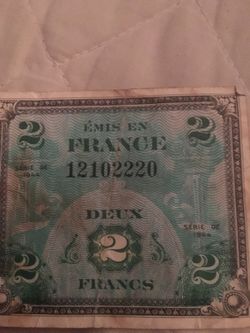 2 ÉMIS EN 2
FRANCE
SÉRIE DE
1944
12102220
DEUX
SÉRIE DE
1944
2 2 2
FRANCS